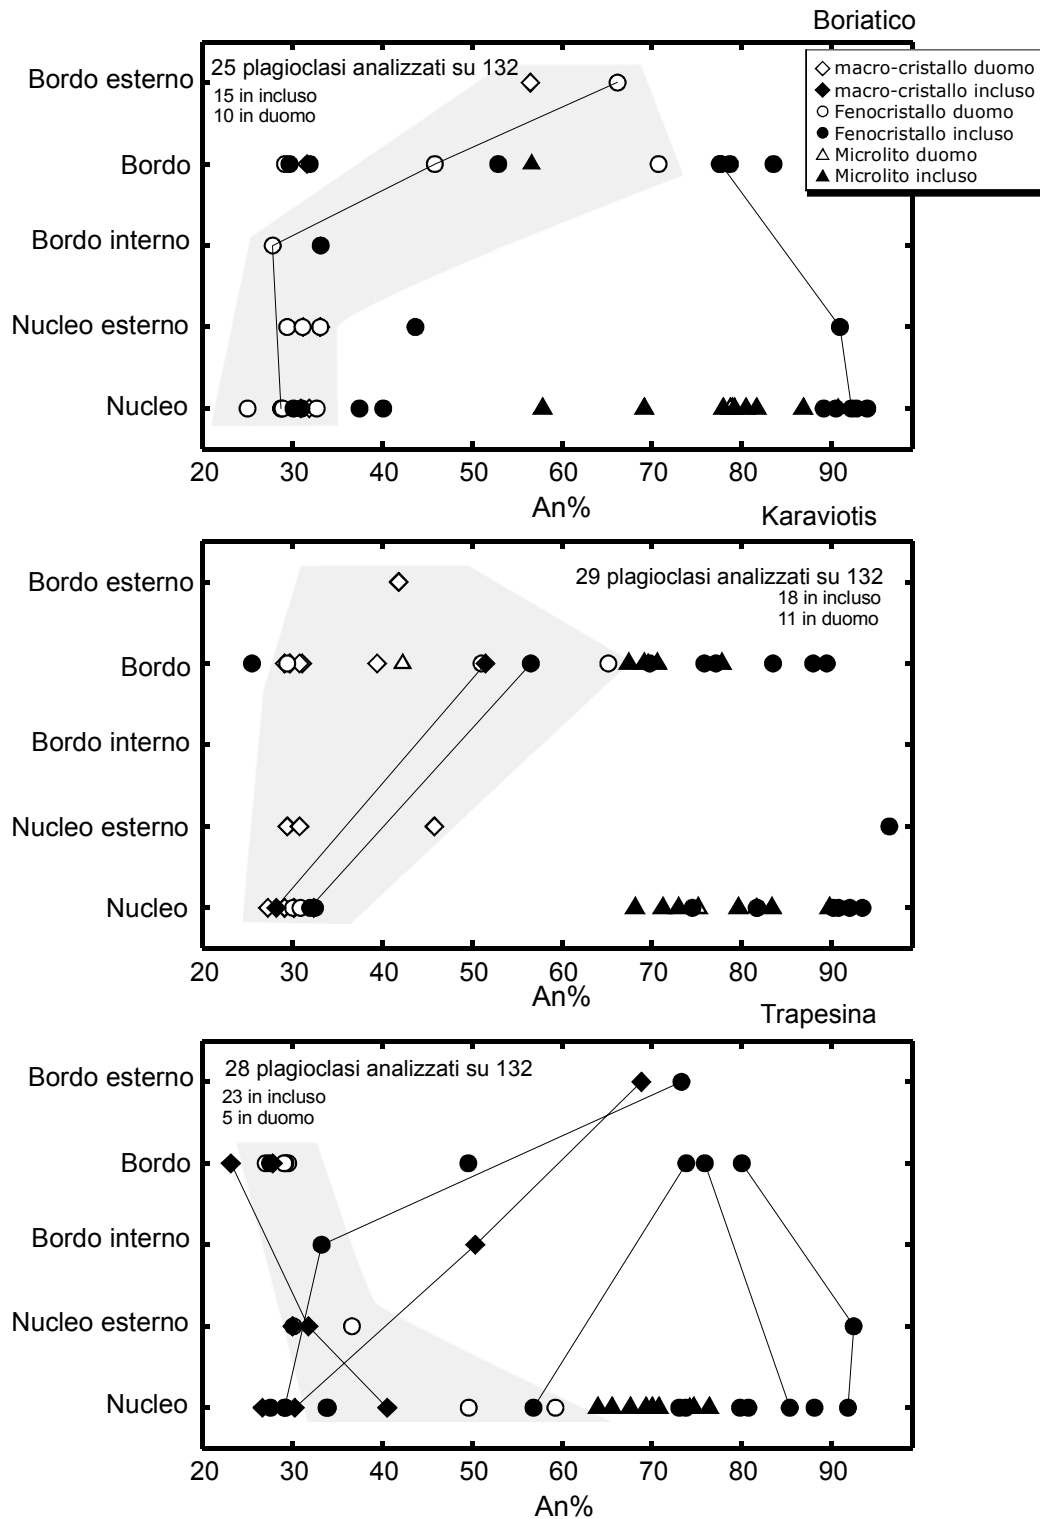 Boriatico
25 plagioclasi analizzati su 132
15 in incluso
10 in duomo
macro-cristallo duomo
macro-cristallo incluso
Fenocristallo duomo
Fenocristallo incluso
Microlito duomo
Microlito incluso
Bordo esterno
Bordo
Bordo interno
Nucleo esterno
Nucleo
20 30 40 50 60 70 80 90
An%
Karaviotis
29 plagioclasi analizzati su 132
18 in incluso
11 in duomo
Bordo esterno
Bordo
Bordo interno
Nucleo esterno
Nucleo
20 30 40 50 60 70 80 90
An%
Trapesina
28 plagioclasi analizzati su 132
23 in incluso
5 in duomo
Bordo esterno
Bordo
Bordo interno
Nucleo esterno
Nucleo
20 30 40 50 60 70 80 90
An%